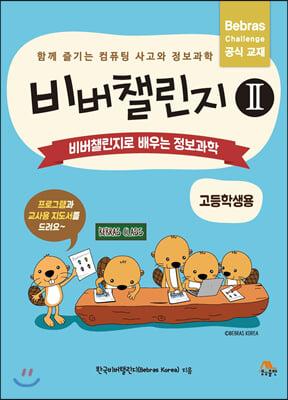 Bebras
Challenge
공식 교재
함께 즐기는 컴퓨팅 사고와 정보과학
비버챌린지 II
비버챌린지로 배우는 정보과학
고등학생용
프로그램과
교사용 지도서를
드려요~
BEBRAS CLASS
©BEBRAS KOREA
한국비버챌린지(Bebras Korea) 지음